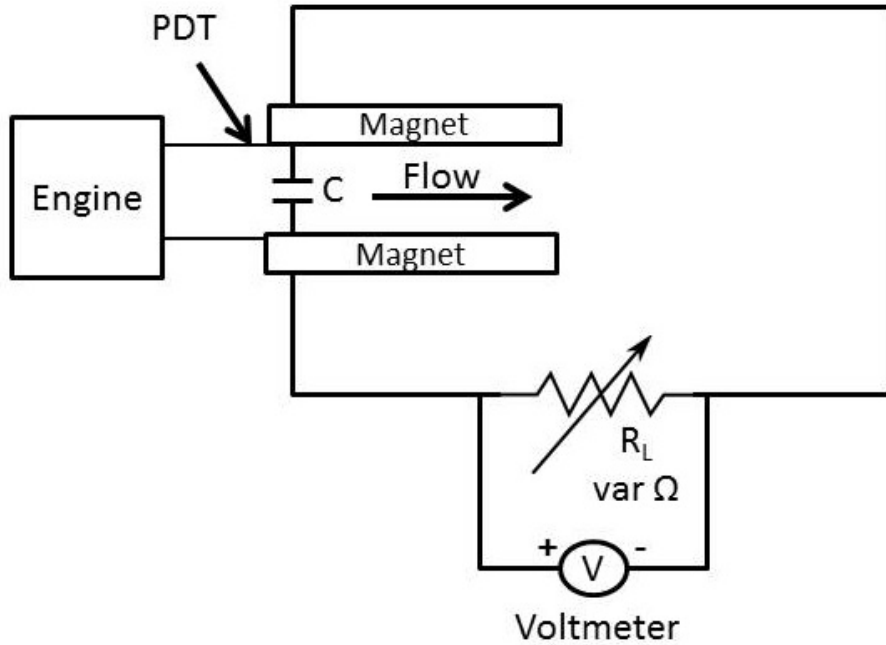 PDT
Magnet
Engine
C
Flow
Magnet
R_L
var Ω
+
-
V
Voltmeter